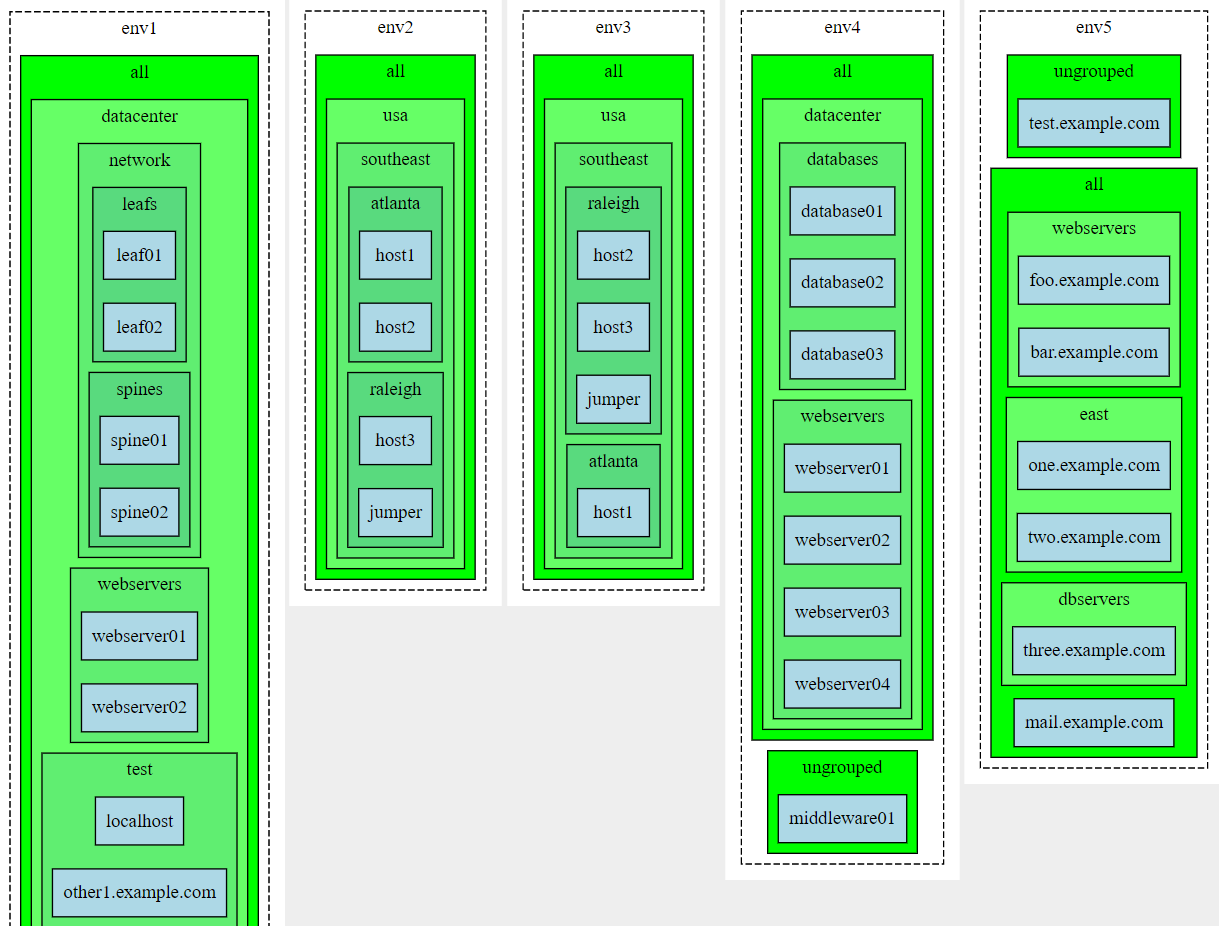 env1
all
datacenter
network
leafs
leaf01
leaf02
spines
spine01
spine02
webservers
webserver01
webserver02
test
localhost
other1.example.com
env2
all
usa
southeast
atlanta
host1
host2
raleigh
host3
jumper
env3
all
usa
southeast
raleigh
host2
host3
jumper
atlanta
host1
env4
all
datacenter
databases
database01
database02
database03
webservers
webserver01
webserver02
webserver03
webserver04
ungrouped
middleware01
env5
ungrouped
test.example.com
all
webservers
foo.example.com
bar.example.com
east
one.example.com
two.example.com
dbservers
three.example.com
mail.example.com